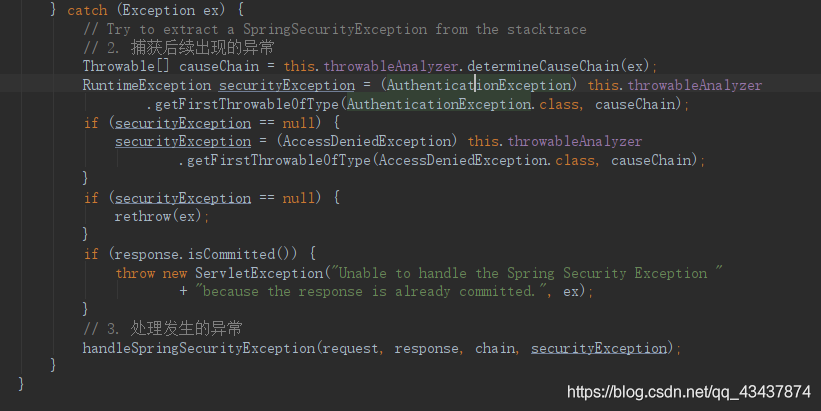 } catch (Exception ex) {
// Try to extract a SpringSecurityException from the stacktrace
// 2. 捕获后续出现的异常
Throwable[] causeChain = this.throwableAnalyzer.determineCauseChain(ex);
RuntimeException securityException = (AuthenticationException) this.throwableAnalyzer
.getFirstThrowableOfType(AuthenticationException.class, causeChain);
if (securityException == null) {
securityException = (AccessDeniedException) this.throwableAnalyzer
.getFirstThrowableOfType(AccessDeniedException.class, causeChain);
}
if (securityException == null) {
rethrow(ex);
}
if (response.isCommitted()) {
throw new ServletException("Unable to handle the Spring Security Exception "
+ "because the response is already committed.", ex);
}
// 3. 处理发生的异常
handleSpringSecurityException(request, response, chain, securityException);
}
}
https://blog.csdn.net/qq_43437874